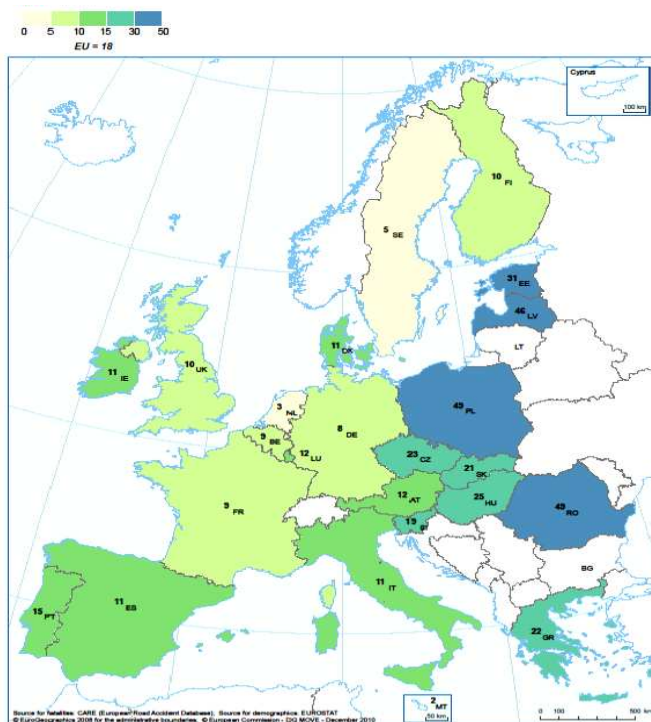 0 5 10 15 30 50
EU = 18
Cyprus
100 km
10 FI
5 SE
31 EE
46 LV
LT
11 DK
11 IE
10 UK
3 NL
49 PL
9 BE
8 DE
12 LU
23 CZ
21 SK
12 AT
25 HU
9 FR
19
49 RO
BG
15 PT
11 ES
11 IT
22 GR
2 MT
50 km
0 100 500 km
Source for fatalities: CARE (European Road Accident Database), Source for demographics: EUROSTAT
© EuroGeographics 2008 for the administrative boundaries; © European Commission - DG MOVE - December 2010